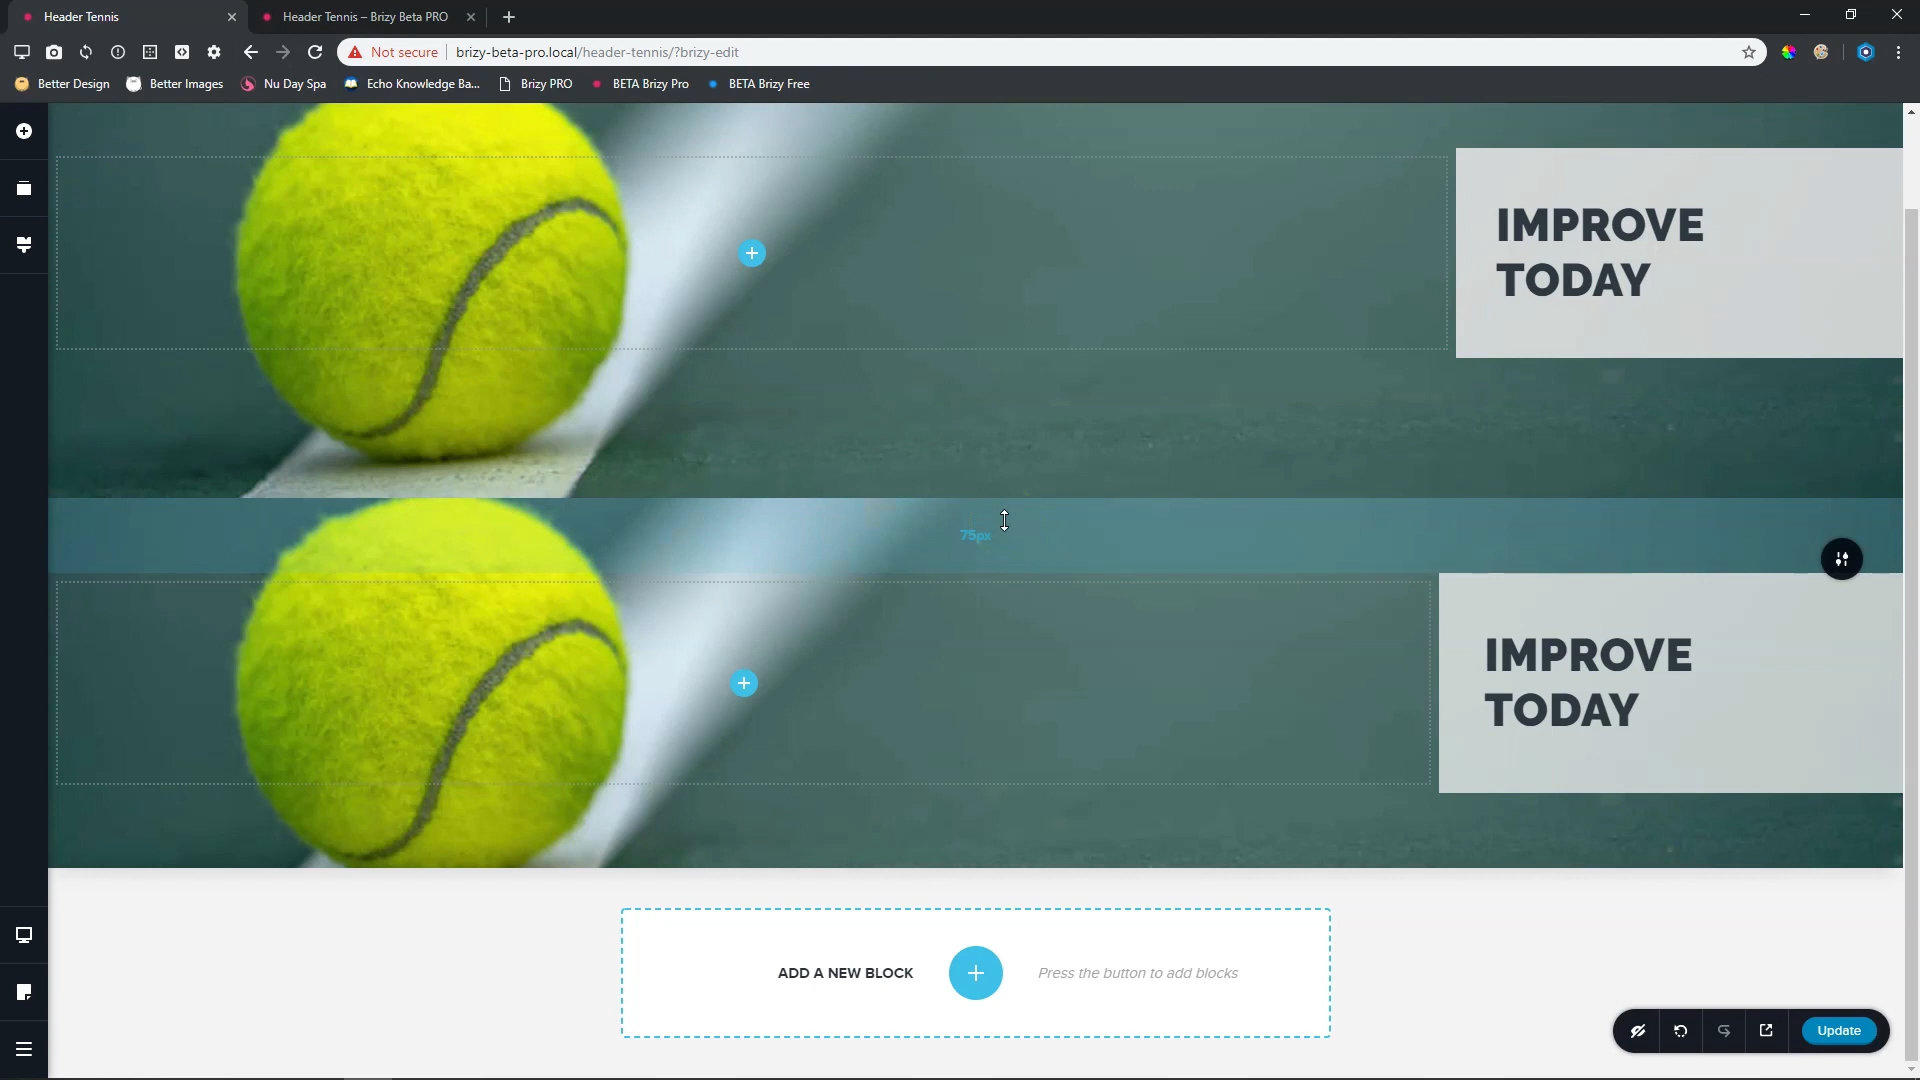 Header Tennis
Header Tennis – Brizy Beta PRO
Not secure
brizy-beta-pro.local/header-tennis/?brizy-edit
Better Design
Better Images
Nu Day Spa
Echo Knowledge Ba...
Brizy PRO
BETA Brizy Pro
BETA Brizy Free
IMPROVE
TODAY
75px
IMPROVE
TODAY
ADD A NEW BLOCK
Press the button to add blocks
Update